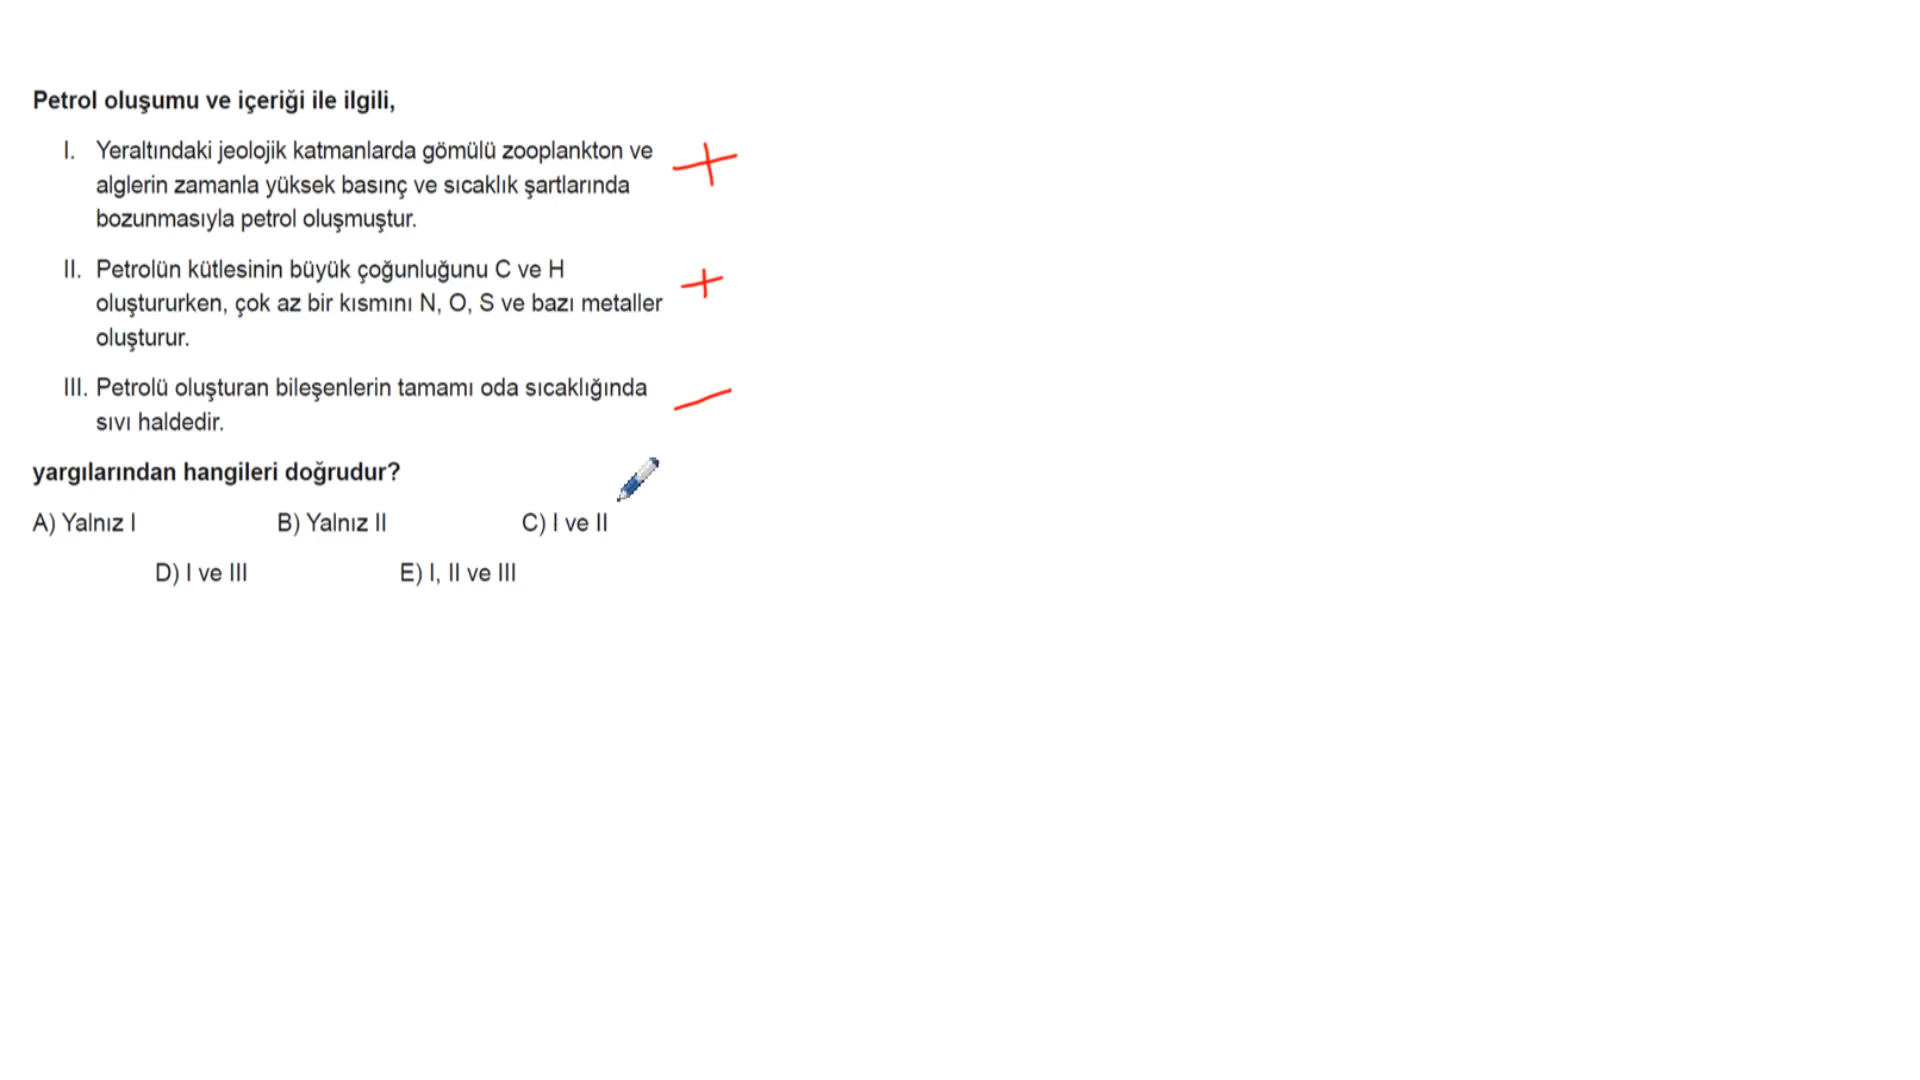 Petrol oluşumu ve içeriği ile ilgili,
I. Yeraltındaki jeolojik katmanlarda gömülü zooplankton ve
alglerin zamanla yüksek basınç ve sıcaklık şartlarında
bozunmasıyla petrol oluşmuştur.
II. Petrolün kütlesinin büyük çoğunluğunu C ve H
oluştururken, çok az bir kısmını N, O, S ve bazı metaller
oluşturur.
III. Petrolü oluşturan bileşenlerin tamamı oda sıcaklığında
sıvı haldedir.
yargılarından hangileri doğrudur?
A) Yalnız I B) Yalnız II C) I ve II
D) I ve III E) I, II ve III